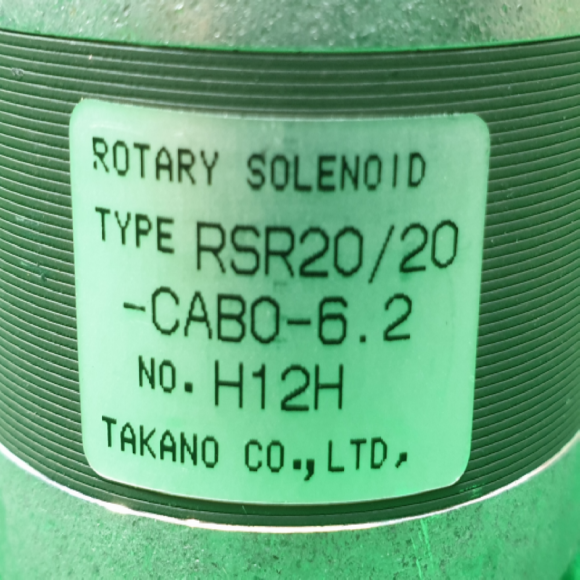 ROTARY SOLENOID
TYPE RSR20/20
-CAB0-6.2
NO. H12H
TAKANO CO.,LTD.